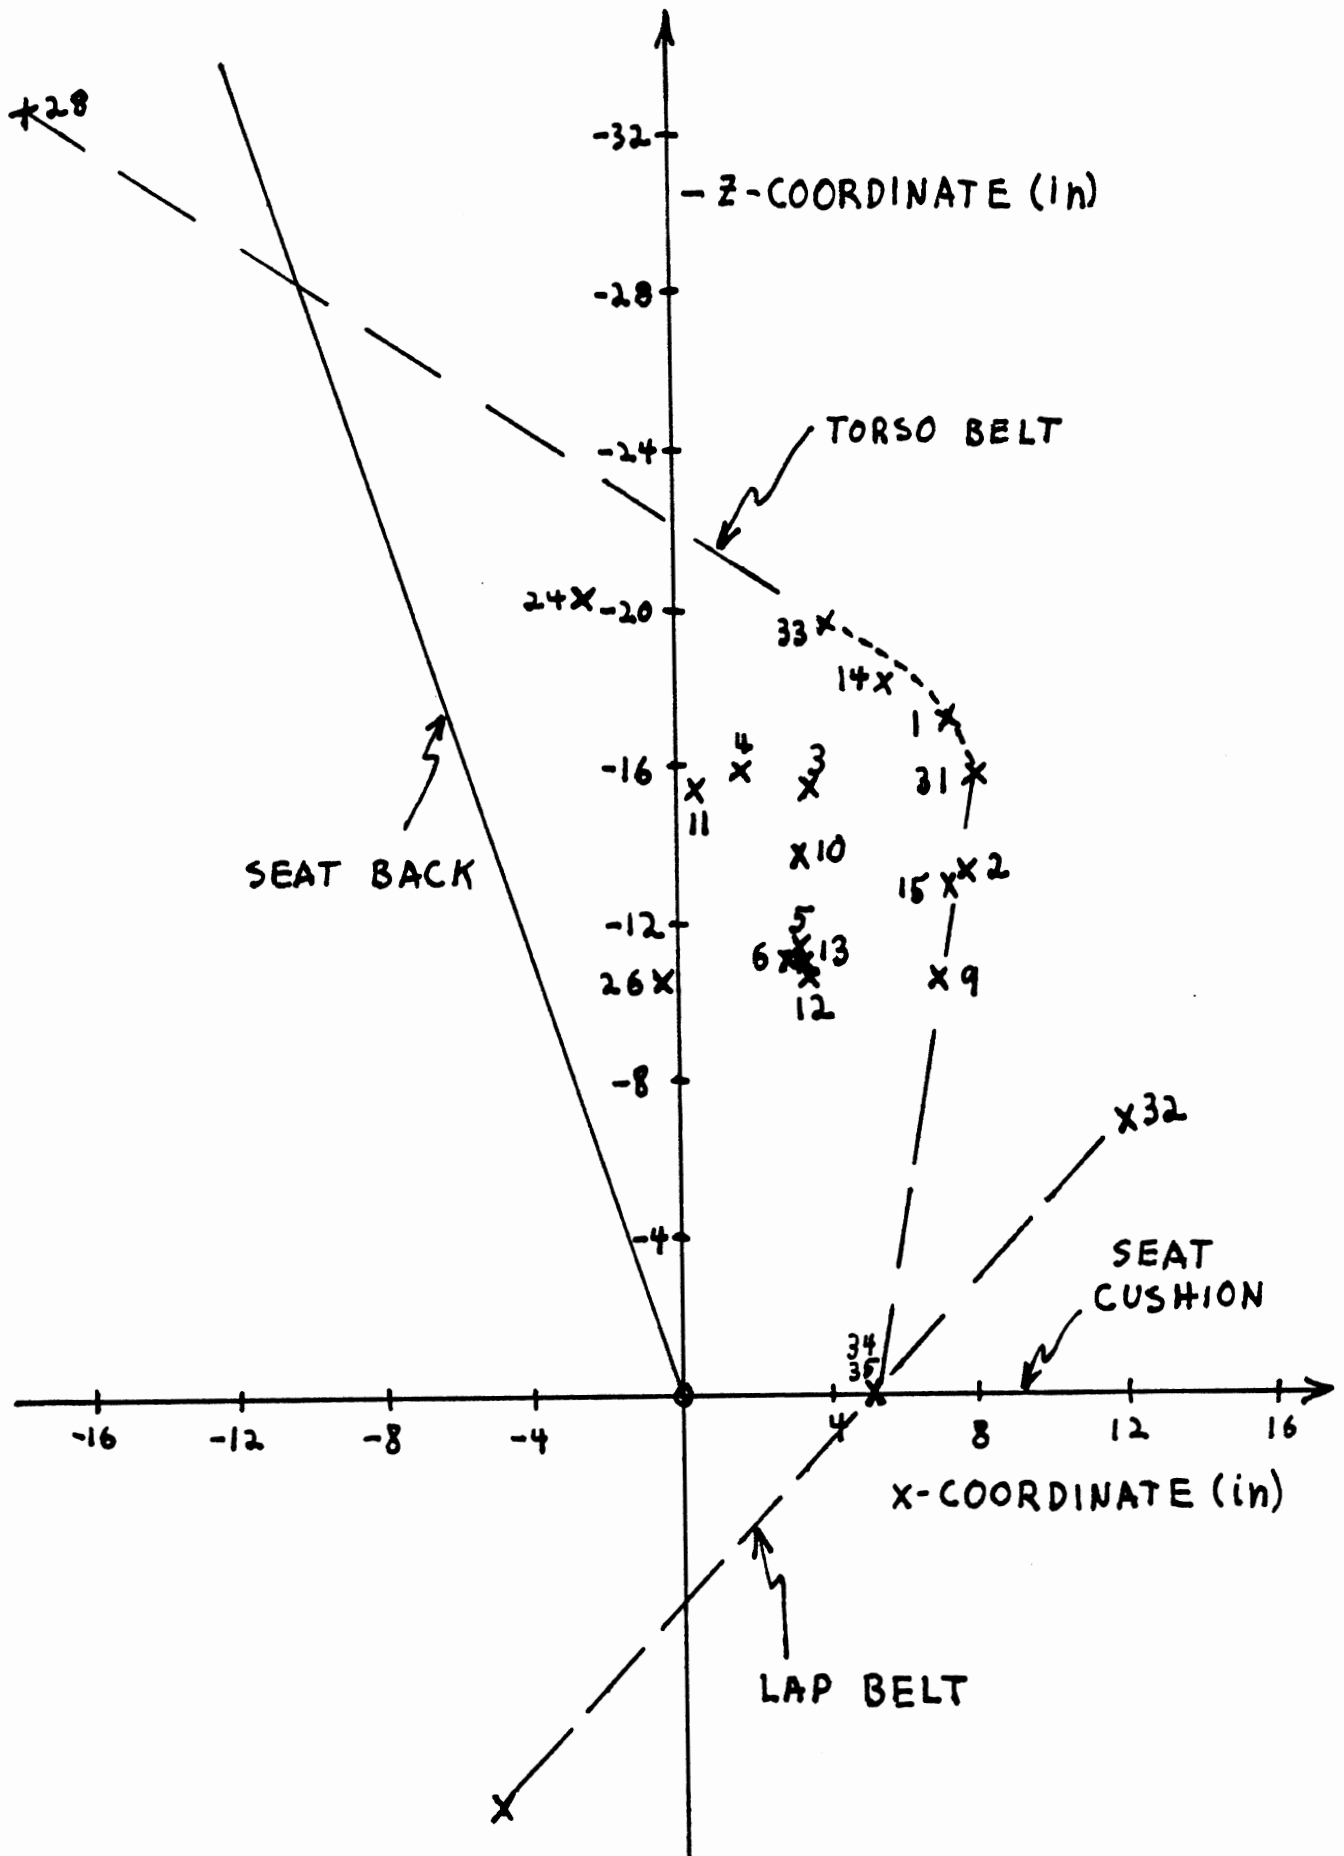 +28
-32
- Z-COORDINATE (in)
-28
TORSO BELT
-24
24 x -20
33 x
14 x
1
4
3
-16
31
11
x 10
SEAT BACK
15 x x 2
-12
5
6 13
26 x
x 9
12
-8
x 32
-4
SEAT
CUSHION
34
35
-16 -12 -8 -4 4 8 12 16
X-COORDINATE (in)
LAP BELT